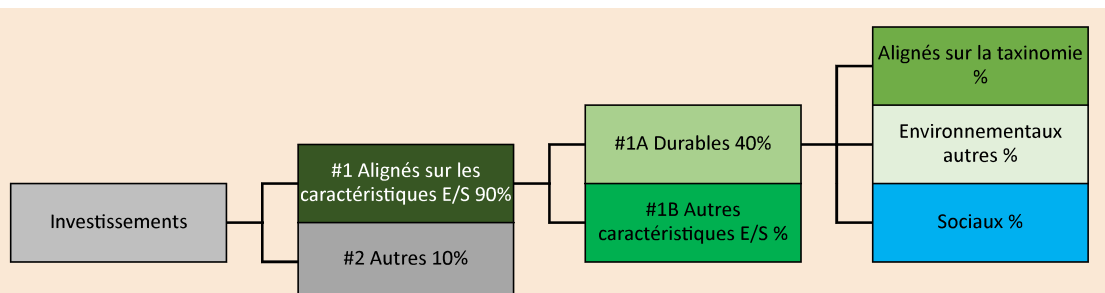 Investissements
#1 Alignés sur les
caractéristiques E/S 90%
#2 Autres 10%
#1A Durables 40%
#1B Autres
caractéristiques E/S %
Alignés sur la taxinomie
%
Environnementaux
autres %
Sociaux %